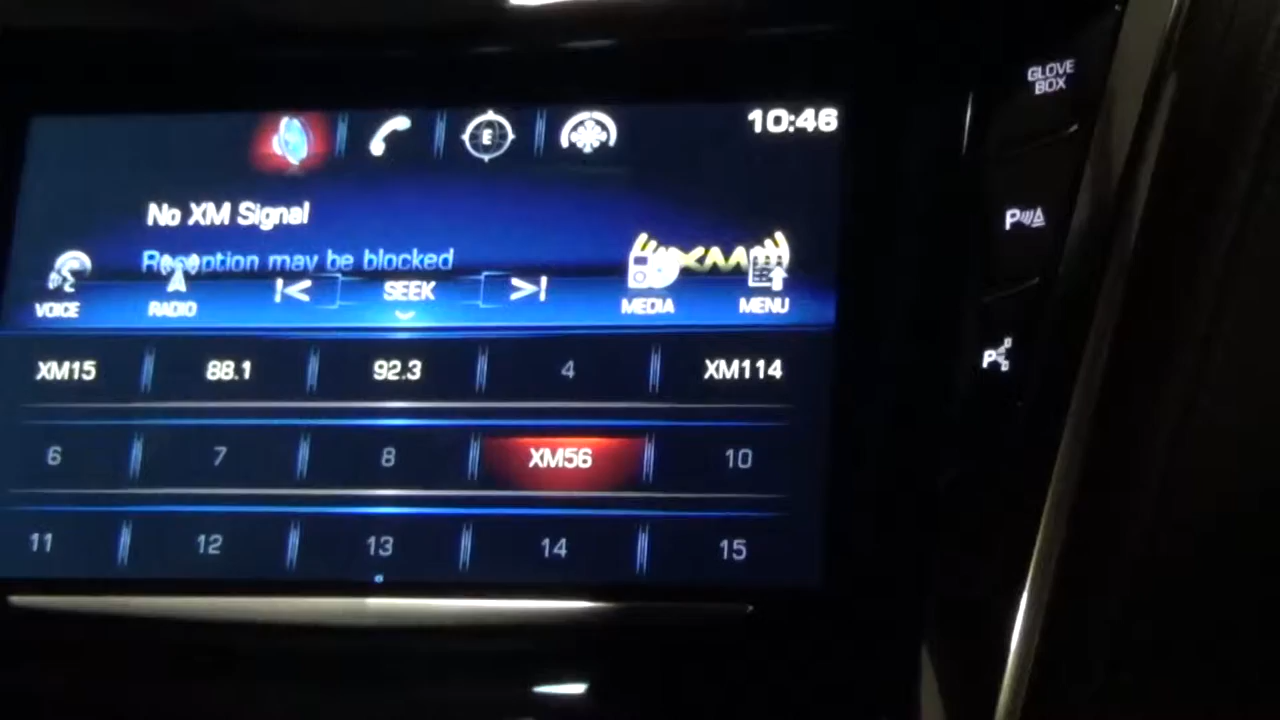 GLOVE
BOX
10:46
E
No XM Signal
Reception may be blocked
XM
VOICE
RADIO
SEEK
MEDIA
MENU
P
XM15
88.1
92.3
4
XM114
P
6
7
8
XM56
10
11
12
13
14
15